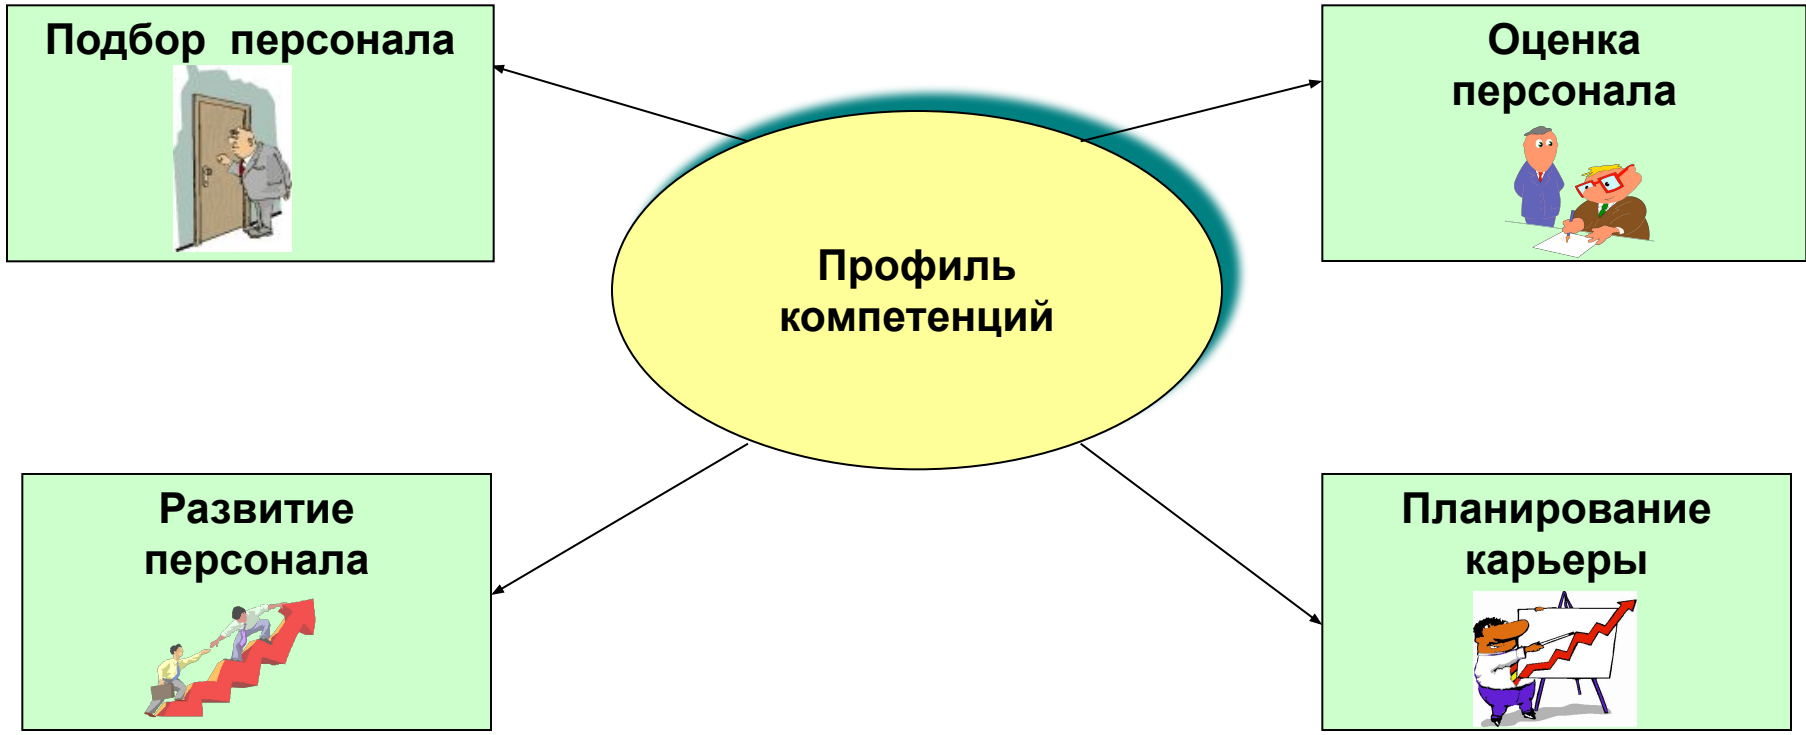 Подбор персонала
Оценка
персонала
Профиль
компетенций
Развитие
персонала
Планирование
карьеры